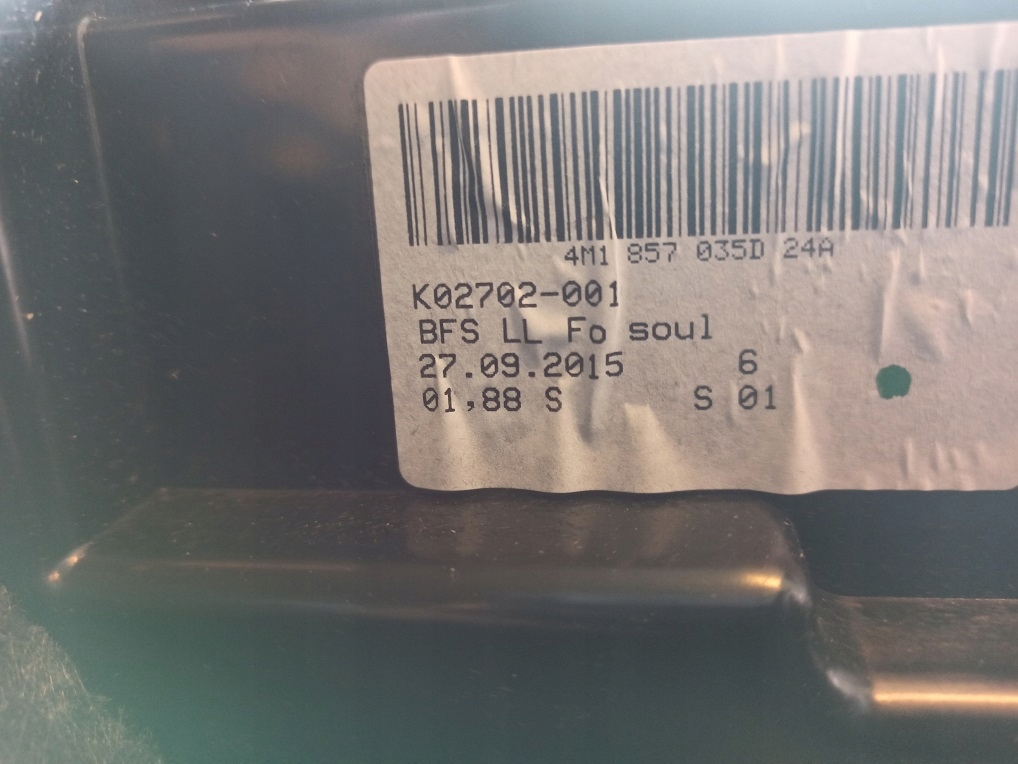 4M1 857 035D 24A
K02702-001
BFS LL Fo soul
27.09.2015 6
01,88 S S 01